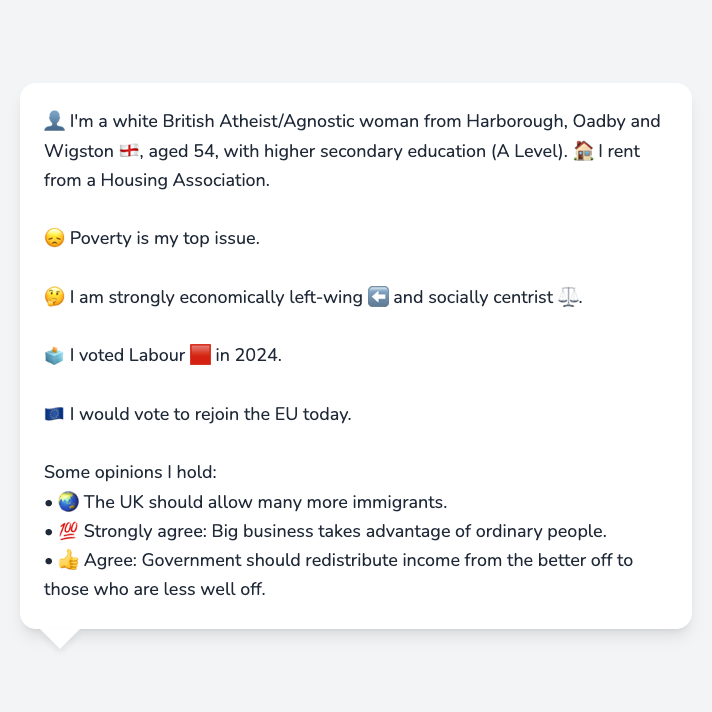 👤 I'm a white British Atheist/Agnostic woman from Harborough, Oadby and
Wigston 🏴󠁧󠁢󠁥󠁮󠁧󠁿, aged 54, with higher secondary education (A Level). 🏠 I rent
from a Housing Association.
😞 Poverty is my top issue.
🤔 I am strongly economically left-wing ⬅️ and socially centrist ⚖️.
🗳️ I voted Labour 🟥 in 2024.
🇪🇺 I would vote to rejoin the EU today.
Some opinions I hold:
• 🌏 The UK should allow many more immigrants.
• 💯 Strongly agree: Big business takes advantage of ordinary people.
• 👍 Agree: Government should redistribute income from the better off to
those who are less well off.